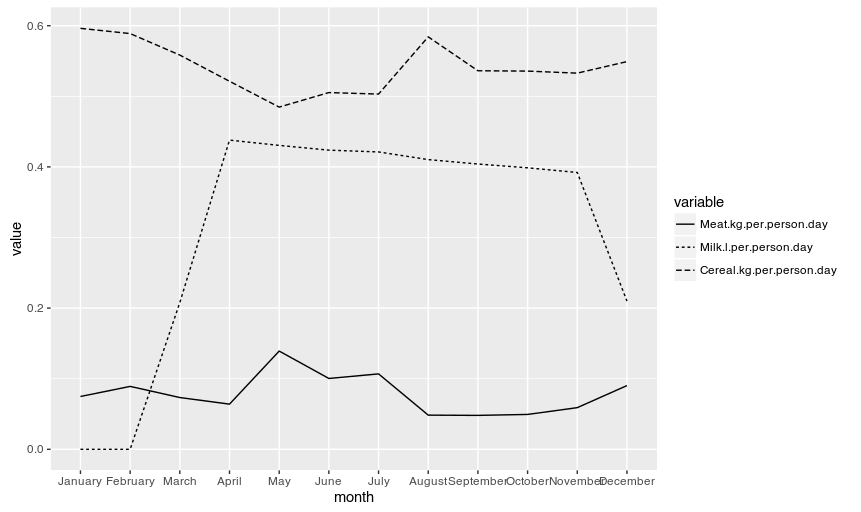 0.6
0.4
0.2
0.0
value
January February March April May June July August September October November December
month
variable
Meat.kg.per.person.day
Milk.l.per.person.day
Cereal.kg.per.person.day